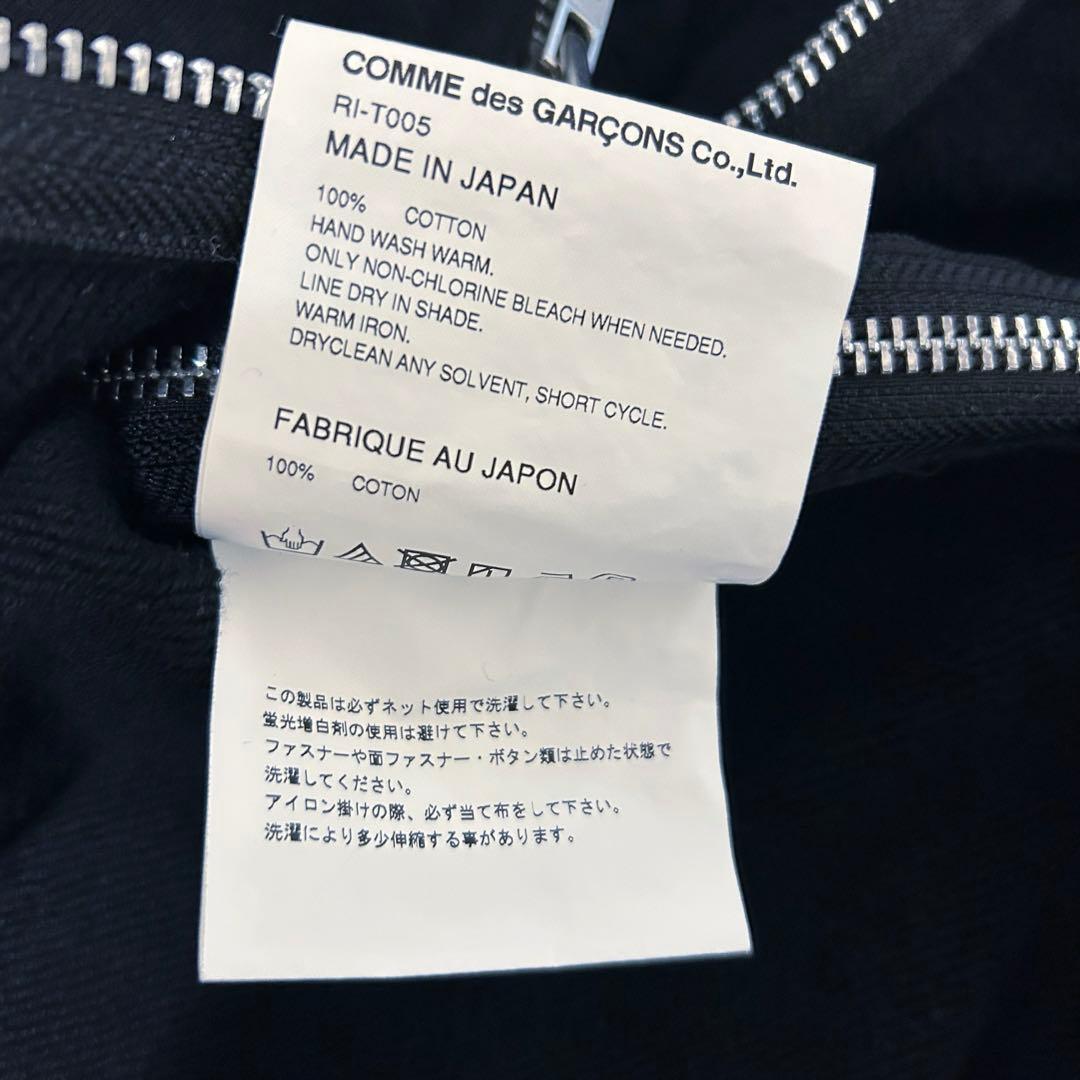 COMME des GARÇONS Co.,Ltd.
RI-T005
MADE IN JAPAN
100% COTTON
HAND WASH WARM.
ONLY NON-CHLORINE BLEACH WHEN NEEDED.
LINE DRY IN SHADE.
WARM IRON.
DRYCLEAN ANY SOLVENT, SHORT CYCLE.
FABRIQUE AU JAPON
100% COTON
この製品は必ずネット使用で洗濯して下さい。
蛍光増白剤の使用は避けて下さい。
ファスナーや面ファスナー・ボタン類は止めた状態で
洗濯してください。
アイロン掛けの際、必ず当て布をして下さい。
洗濯により多少伸縮する事があります。